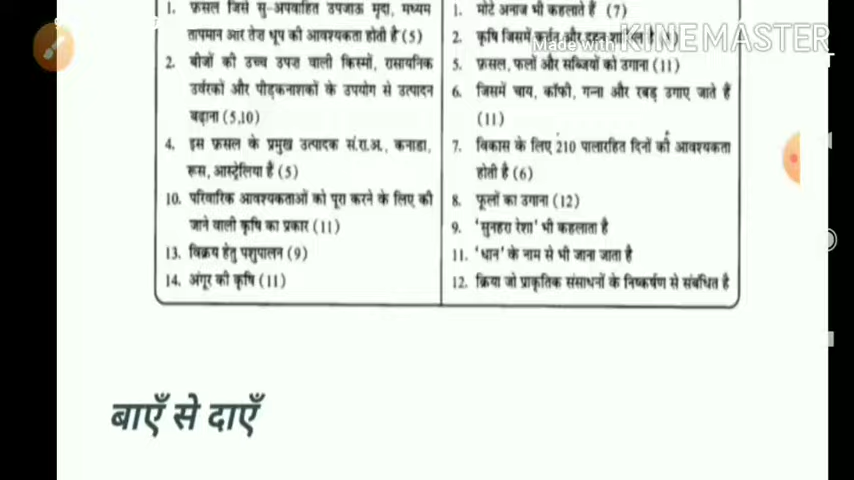 1. फ़सल जिसे सु-अपवाहित उपजाऊ मृदा, मध्यम
तापमान आर तेज़ धूप की आवश्यकता होती है (5)
2. बीजों की उच्च उपज वाली किस्मों, रासायनिक
उर्वरकों और पीड़कनाशकों के उपयोग से उत्पादन
बढ़ाना (5,10)
4. इस फ़सल के प्रमुख उत्पादक सं.रा.अ., कनाडा,
रूस, आस्ट्रेलिया हैं (5)
10. परिवारिक आवश्यकताओं को पूरा करने के लिए की
जाने वाली कृषि का प्रकार (11)
13. विक्रय हेतु पशुपालन (9)
14. अंगूर की कृषि (11)
1. मोटे अनाज भी कहलाते हैं (7)
2. कृषि जिसमें कर्तन और दहन
5. फ़सल, फलों और सब्जियों को उगाना (11)
6. जिसमें चाय, कॉफी, गन्ना और रबड़ उगाए जाते हैं
(11)
7. विकास के लिए 210 पालारहित दिनों की आवश्यकता
होती है (6)
8. फूलों का उगाना (12)
9. 'सुनहरा रेशा' भी कहलाता है
11. 'धान' के नाम से भी जाना जाता है
12. क्रिया जो प्राकृतिक संसाधनों के निष्कर्षण से संबंधित है
Made with KINEMASTER
बाएँ से दाएँ